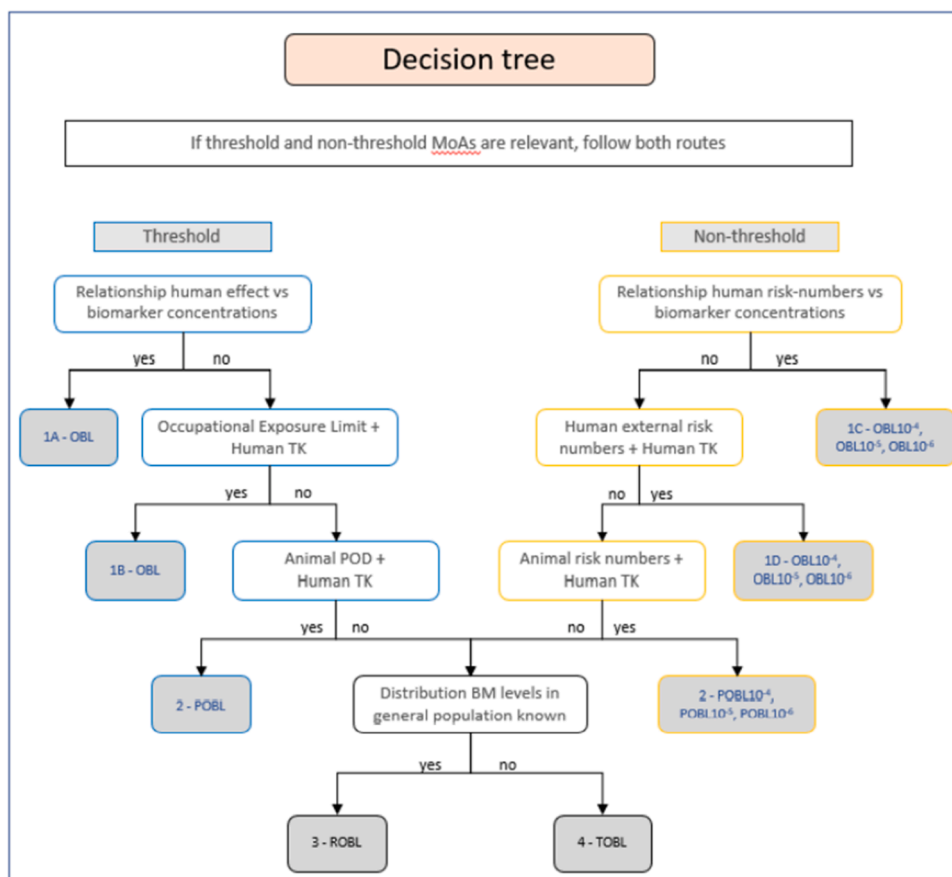 Decision tree
If threshold and non-threshold MoAs are relevant, follow both routes
Threshold
Non-threshold
Relationship human effect vs
biomarker concentrations
Relationship human risk-numbers vs
biomarker concentrations
yes
no
no
yes
1A - OBL
Occupational Exposure Limit +
Human TK
Human external risk
numbers + Human TK
1C - OBL10⁻⁴,
OBL10⁻⁵, OBL10⁻⁶
yes
no
no
yes
1B - OBL
Animal POD +
Human TK
Animal risk numbers +
Human TK
1D - OBL10⁻⁴,
OBL10⁻⁵, OBL10⁻⁶
yes
no
no
yes
2 - POBL
Distribution BM levels in
general population known
2 - POBL10⁻⁴,
POBL10⁻⁵, POBL10⁻⁶
yes
no
3 - ROBL
4 - TOBL